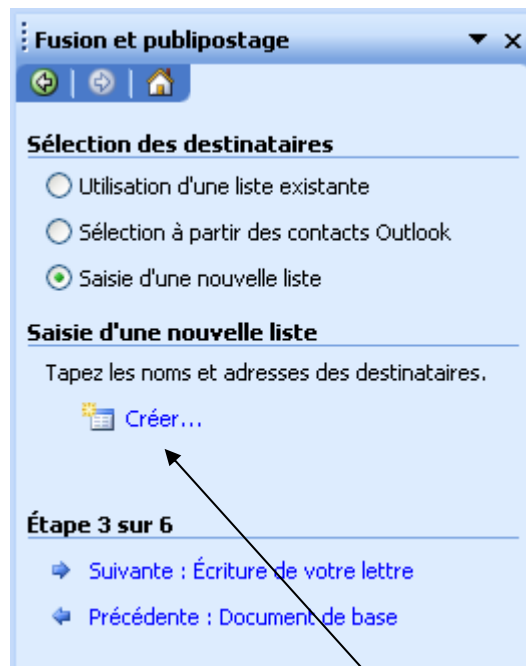 Fusion et publipostage
Sélection des destinataires
Utilisation d'une liste existante
Sélection à partir des contacts Outlook
Saisie d'une nouvelle liste
Saisie d'une nouvelle liste
Tapez les noms et adresses des destinataires.
Créer...
Étape 3 sur 6
Suivante : Écriture de votre lettre
Précédente : Document de base